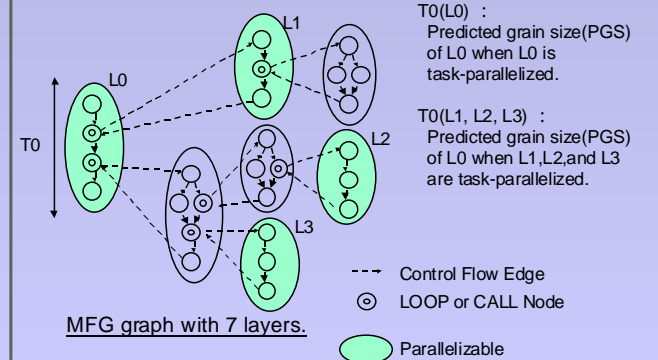 L1
T0(L0) :
Predicted grain size(PGS)
of L0 when L0 is
task-parallelized.
L0
T0
T0(L1, L2, L3) :
Predicted grain size(PGS)
of L0 when L1,L2,and L3
are task-parallelized.
L2
L3
Control Flow Edge
LOOP or CALL Node
MFG graph with 7 layers.
Parallelizable